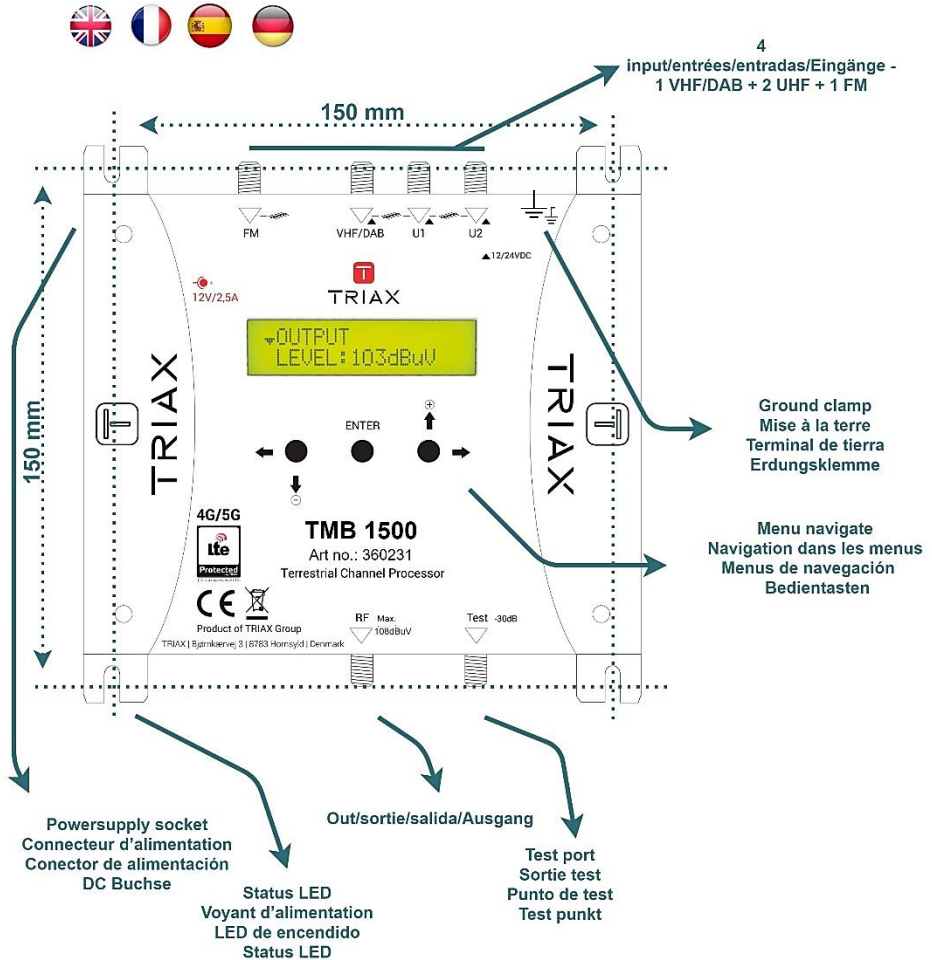 4
input/entrées/entradas/Eingänge -
1 VHF/DAB + 2 UHF + 1 FM
150 mm
FM
VHF/DAB
U1
U2
▲12/24VDC
12V/2,5A
TRIAX
OUTPUT
LEVEL:103dBuV
150 mm
TRIAX
TRIAX
ENTER
Ground clamp
Mise à la terre
Terminal de tierra
Erdungsklemme
4G/5G
lte
Protected
TMB 1500
Art no.: 360231
Terrestrial Channel Processor
Menu navigate
Navigation dans les menus
Menus de navegación
Bedientasten
CE
Product of TRIAX Group
TRIAX | Bjørnkærvej 3 | 8783 Hornsyld | Denmark
RF Max.
108dBuV
Test -30dB
Powersupply socket
Connecteur d'alimentation
Conector de alimentación
DC Buchse
Status LED
Voyant d'alimentation
LED de encendido
Status LED
Out/sortie/salida/Ausgang
Test port
Sortie test
Punto de test
Test punkt